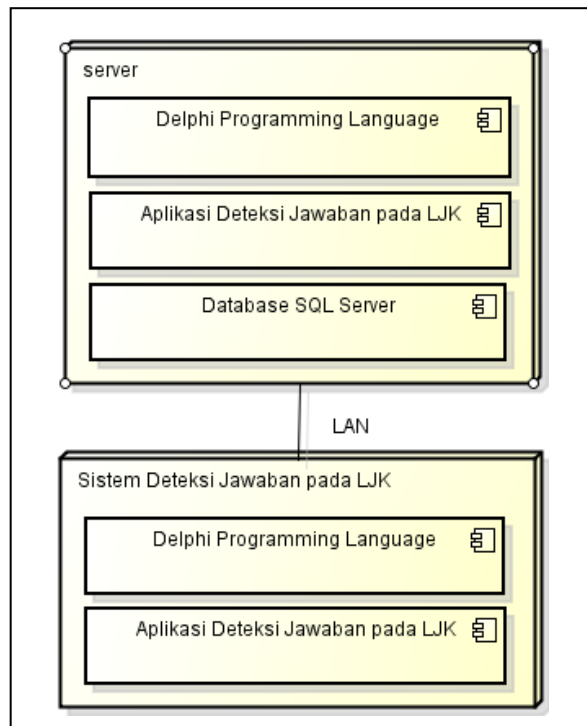 server
Delphi Programming Language
Aplikasi Deteksi Jawaban pada LJK
Database SQL Server
LAN
Sistem Deteksi Jawaban pada LJK
Delphi Programming Language
Aplikasi Deteksi Jawaban pada LJK